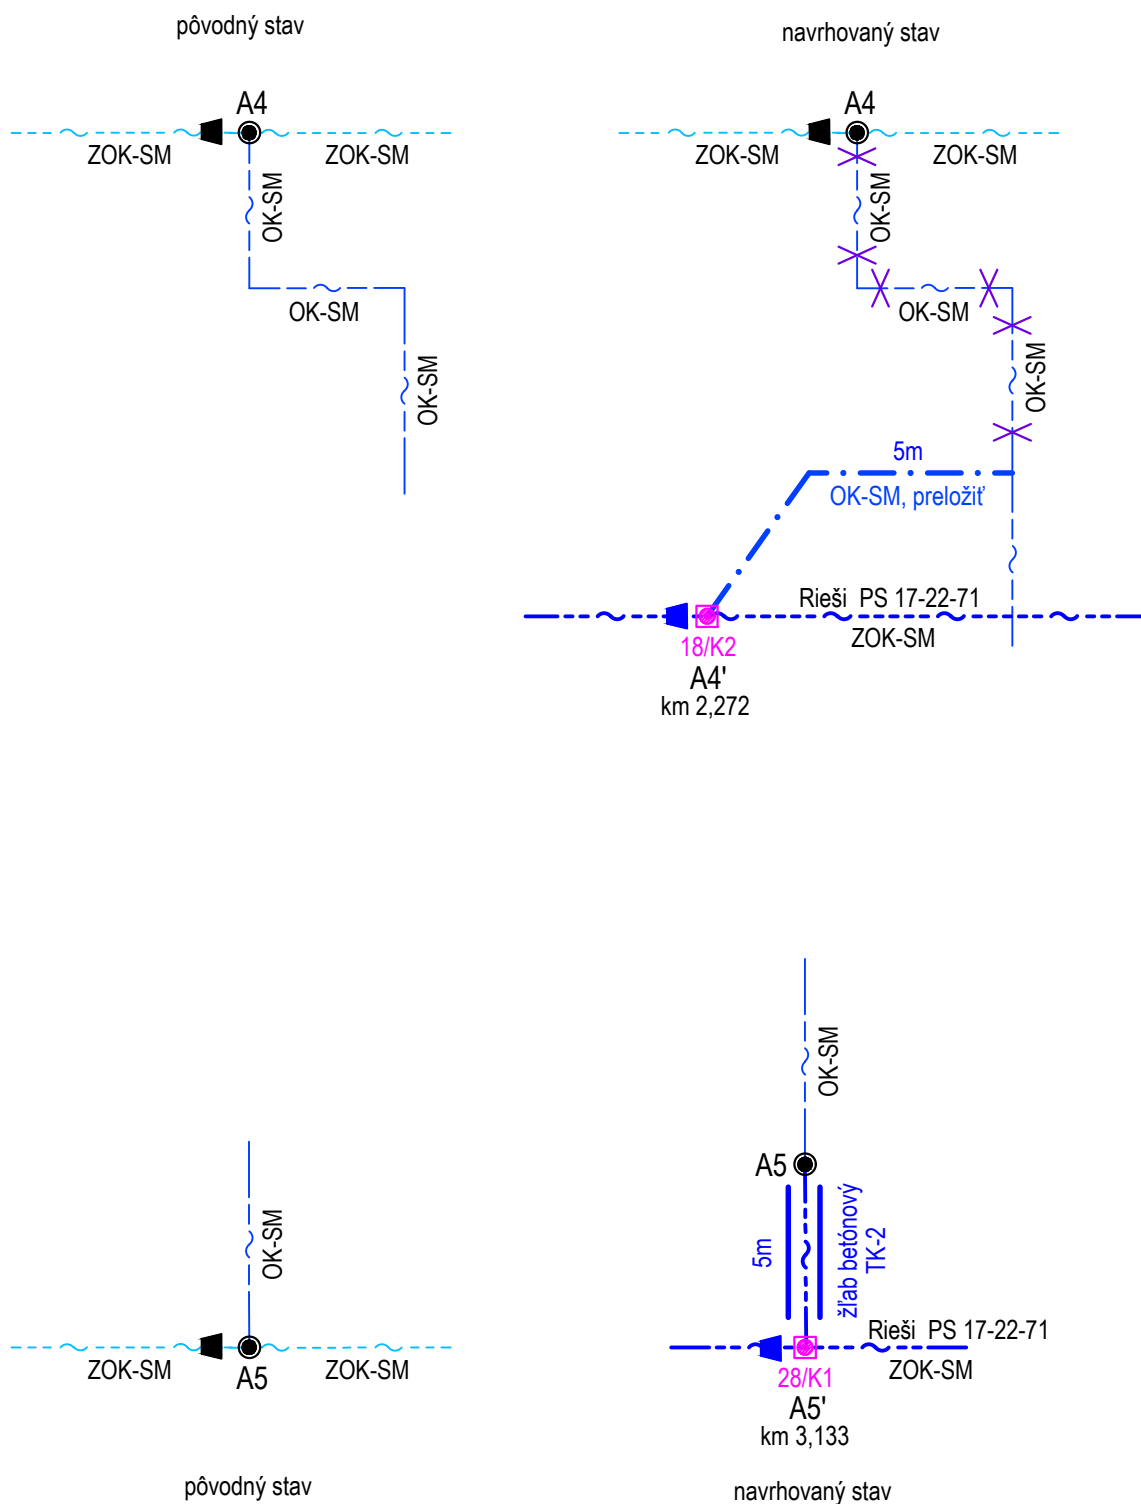 pôvodný stav
navrhovaný stav
A4
ZOK-SM
ZOK-SM
OK-SM
OK-SM
OK-SM
A4
ZOK-SM
ZOK-SM
OK-SM
OK-SM
OK-SM
5m
OK-SM, preložiť
Rieši PS 17-22-71
ZOK-SM
18/K2
A4'
km 2,272
OK-SM
ZOK-SM
ZOK-SM
A5
pôvodný stav
OK-SM
A5
5m
žľab betónový
TK-2
Rieši PS 17-22-71
ZOK-SM
28/K1
A5'
km 3,133
navrhovaný stav